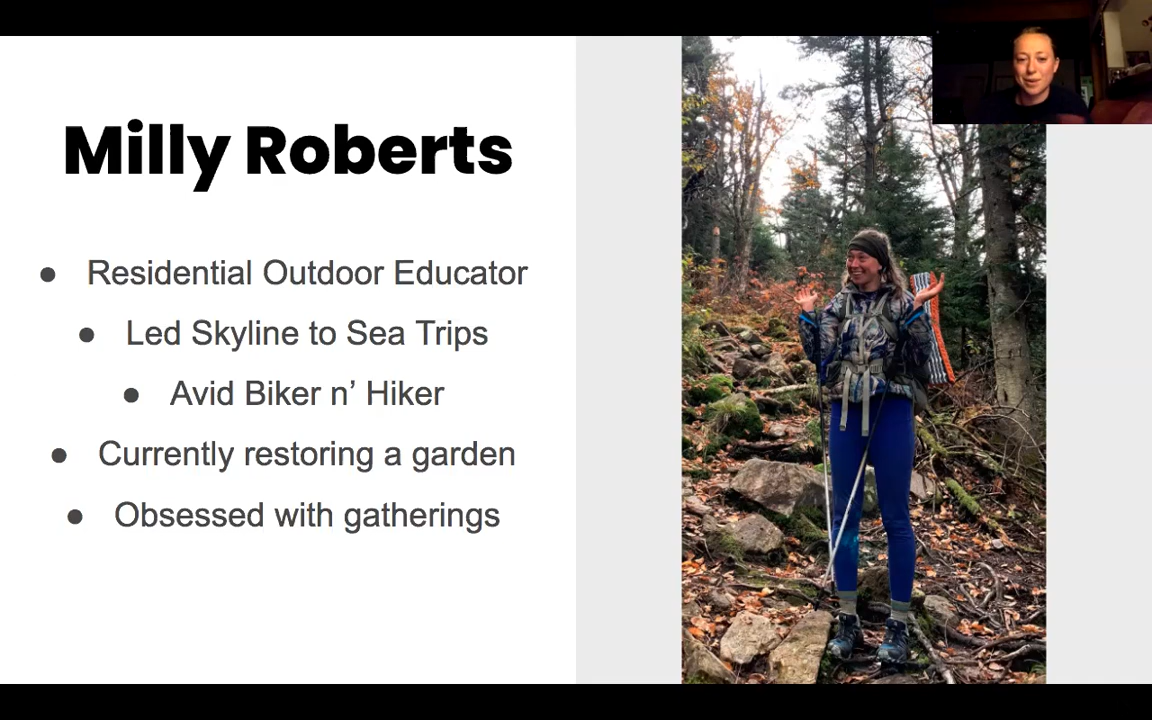 Milly Roberts
● Residential Outdoor Educator
● Led Skyline to Sea Trips
● Avid Biker n’ Hiker
● Currently restoring a garden
● Obsessed with gatherings